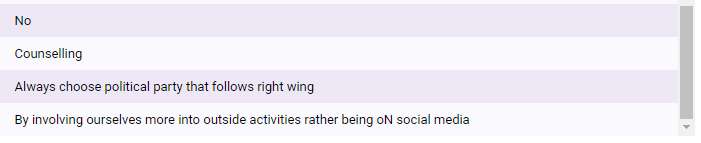 No
Counselling
Always choose political party that follows right wing
By involving ourselves more into outside activities rather being oN social media